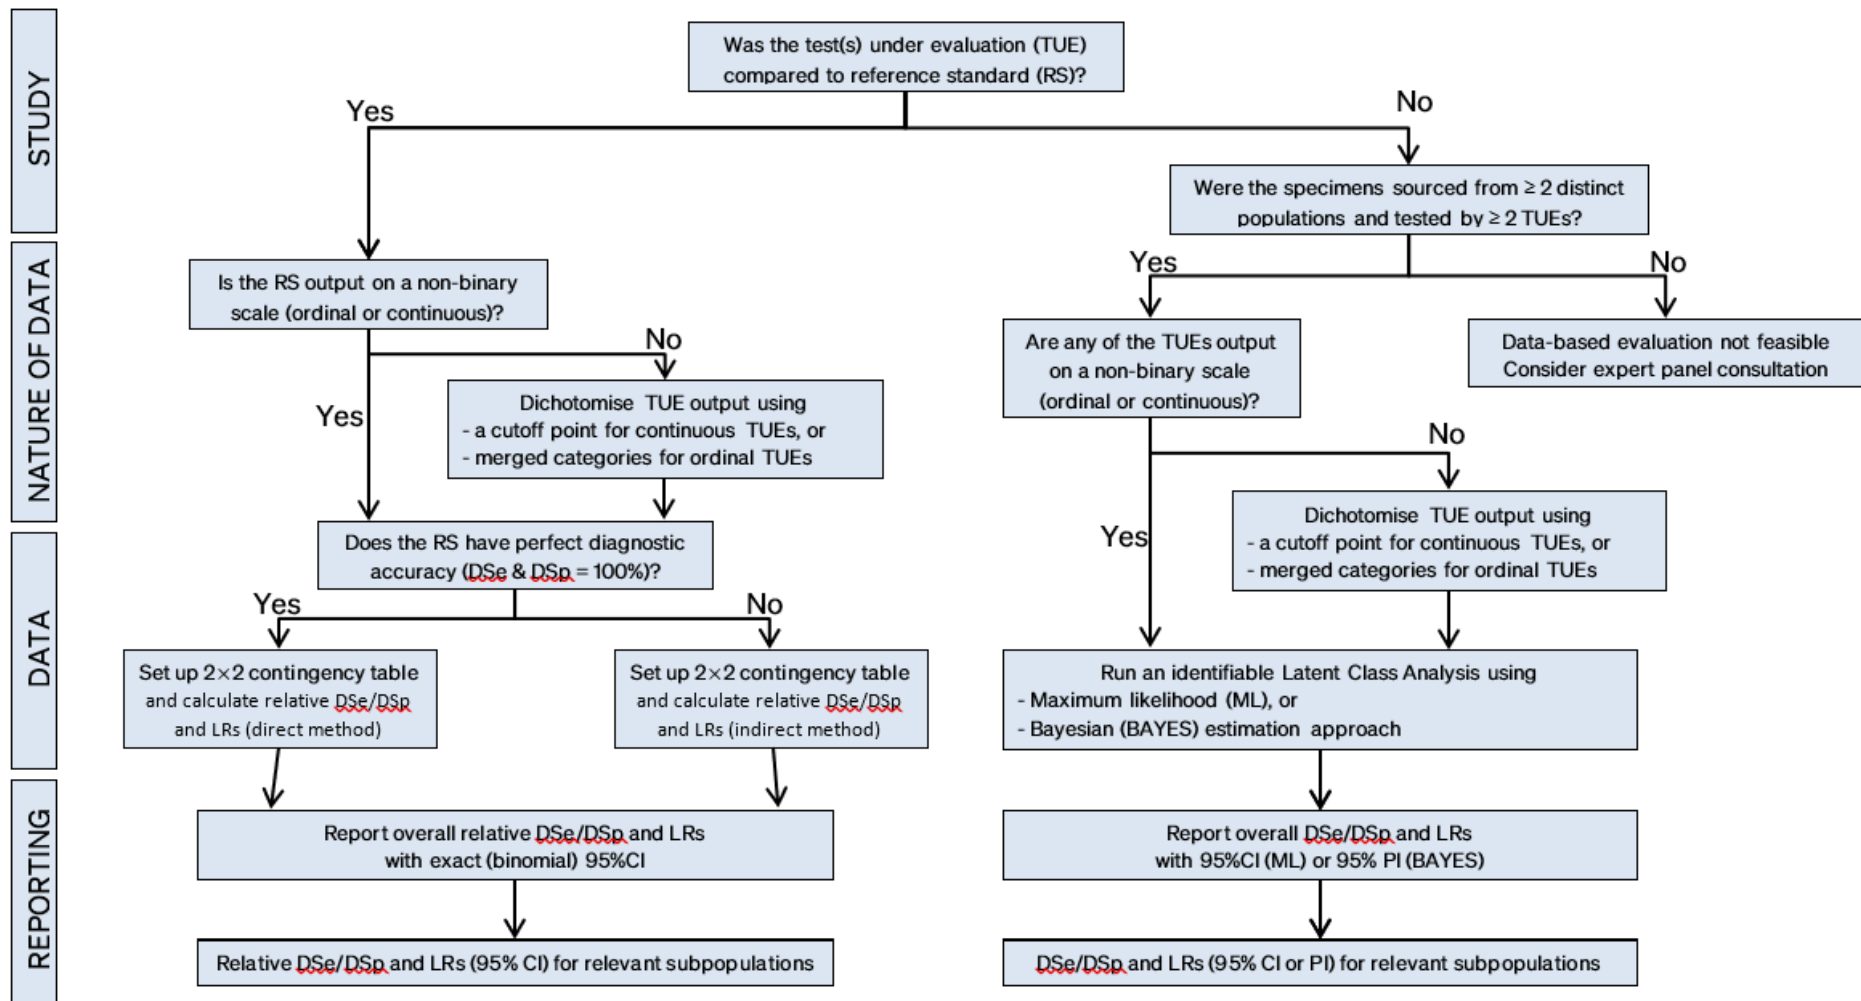 STUDY
Was the test(s) under evaluation (TUE)
compared to reference standard (RS)?
Yes
No
Were the specimens sourced from ≥ 2 distinct
populations and tested by ≥ 2 TUEs?
NATURE OF DATA
Is the RS output on a non-binary
scale (ordinal or continuous)?
No
Yes
Dichotomise TUE output using
- a cutoff point for continuous TUEs, or
- merged categories for ordinal TUEs
Yes
No
Are any of the TUEs output
on a non-binary scale
(ordinal or continuous)?
Data-based evaluation not feasible
Consider expert panel consultation
No
Yes
Dichotomise TUE output using
- a cutoff point for continuous TUEs, or
- merged categories for ordinal TUEs
DATA
Does the RS have perfect diagnostic
accuracy (DSe & DSp = 100%)?
Yes
No
Set up 2×2 contingency table
and calculate relative DSe/DSp
and LRs (direct method)
Set up 2×2 contingency table
and calculate relative DSe/DSp
and LRs (indirect method)
Run an identifiable Latent Class Analysis using
- Maximum likelihood (ML), or
- Bayesian (BAYES) estimation approach
REPORTING
Report overall relative DSe/DSp and LRs
with exact (binomial) 95%CI
Report overall DSe/DSp and LRs
with 95%CI (ML) or 95% PI (BAYES)
Relative DSe/DSp and LRs (95% CI) for relevant subpopulations
DSe/DSp and LRs (95% CI or PI) for relevant subpopulations